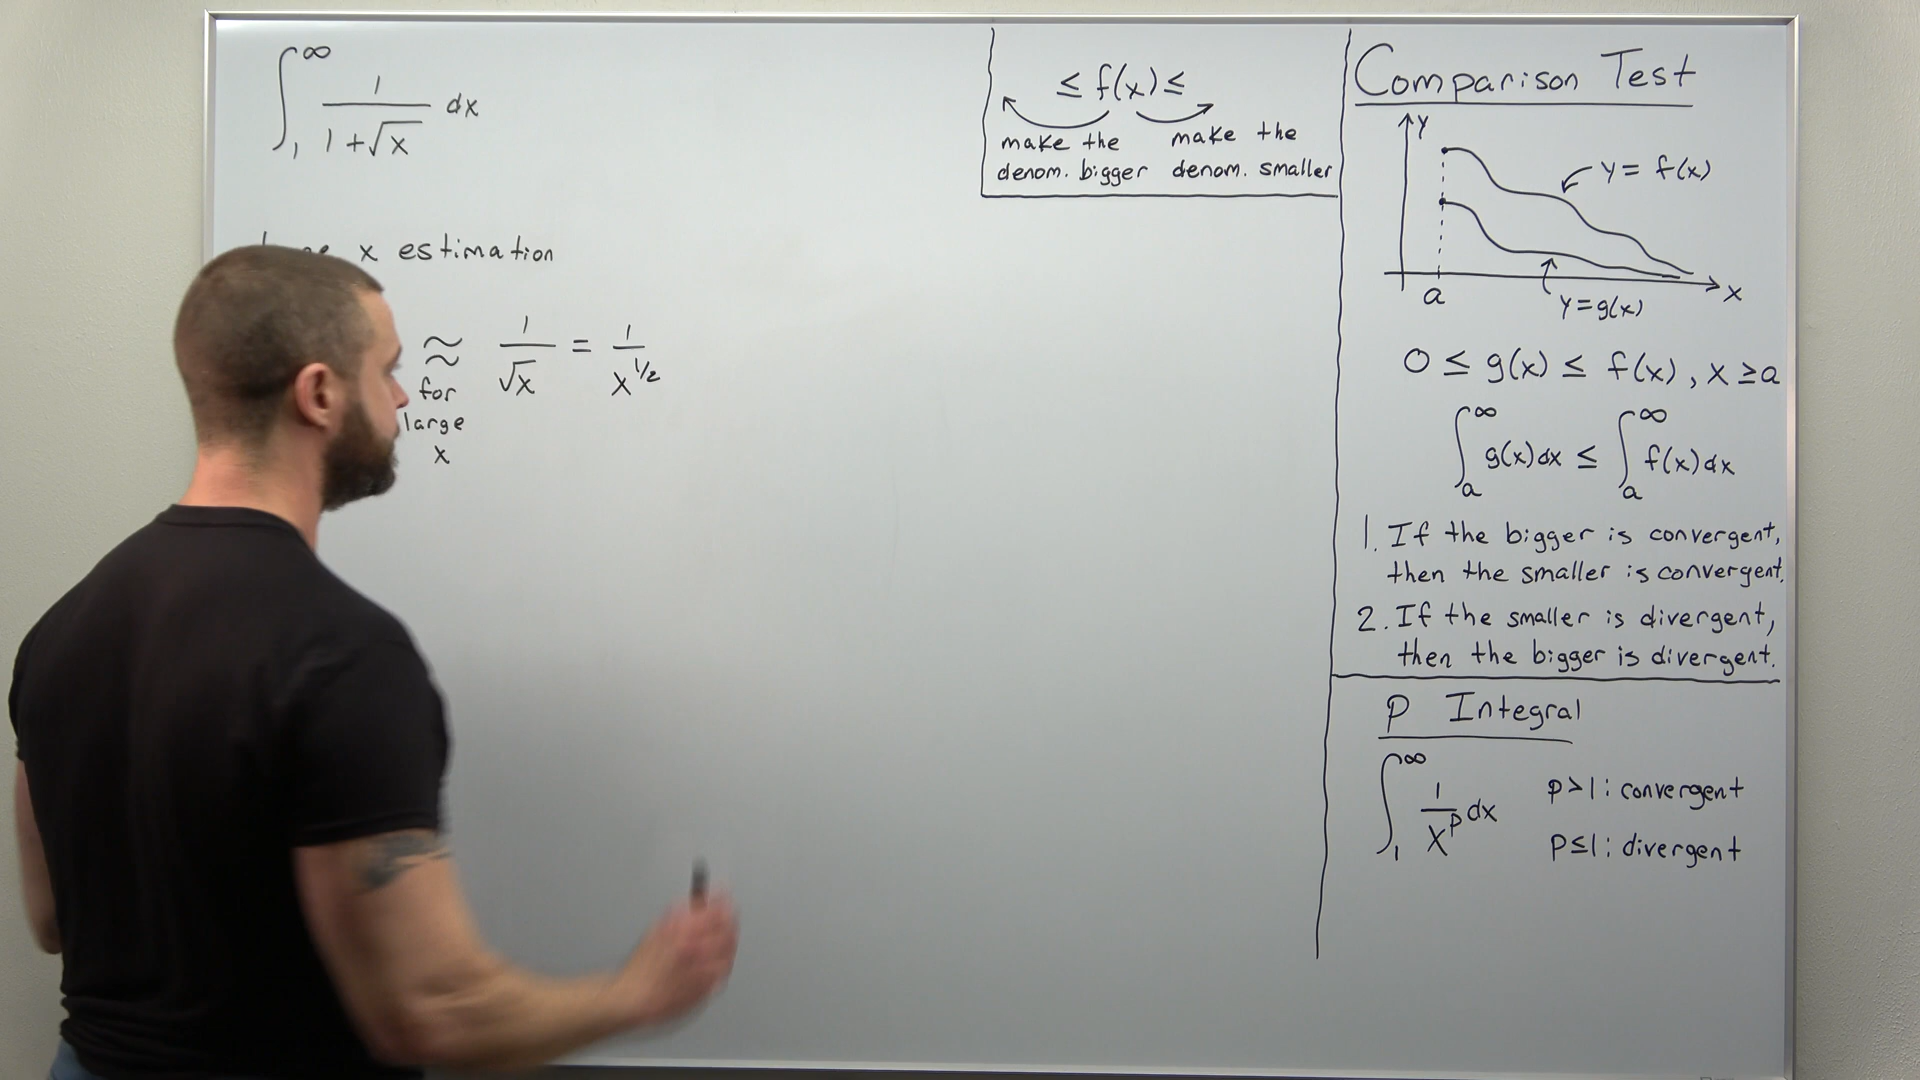 ∫₁^∞ 1/(1+√x) dx
x estimation
≈ 1/√x = 1/x^(1/2)
for
large
x
≤ f(x) ≤
make the denom. bigger
make the denom. smaller
Comparison Test
y
y = f(x)
a
x
y=g(x)
0 ≤ g(x) ≤ f(x), x ≥ a
∫ₐ^∞ g(x)dx ≤ ∫ₐ^∞ f(x)dx
1. If the bigger is convergent,
then the smaller is convergent.
2. If the smaller is divergent,
then the bigger is divergent.
P Integral
∫₁^∞ 1/x^p dx
p>1: convergent
p≤1: divergent